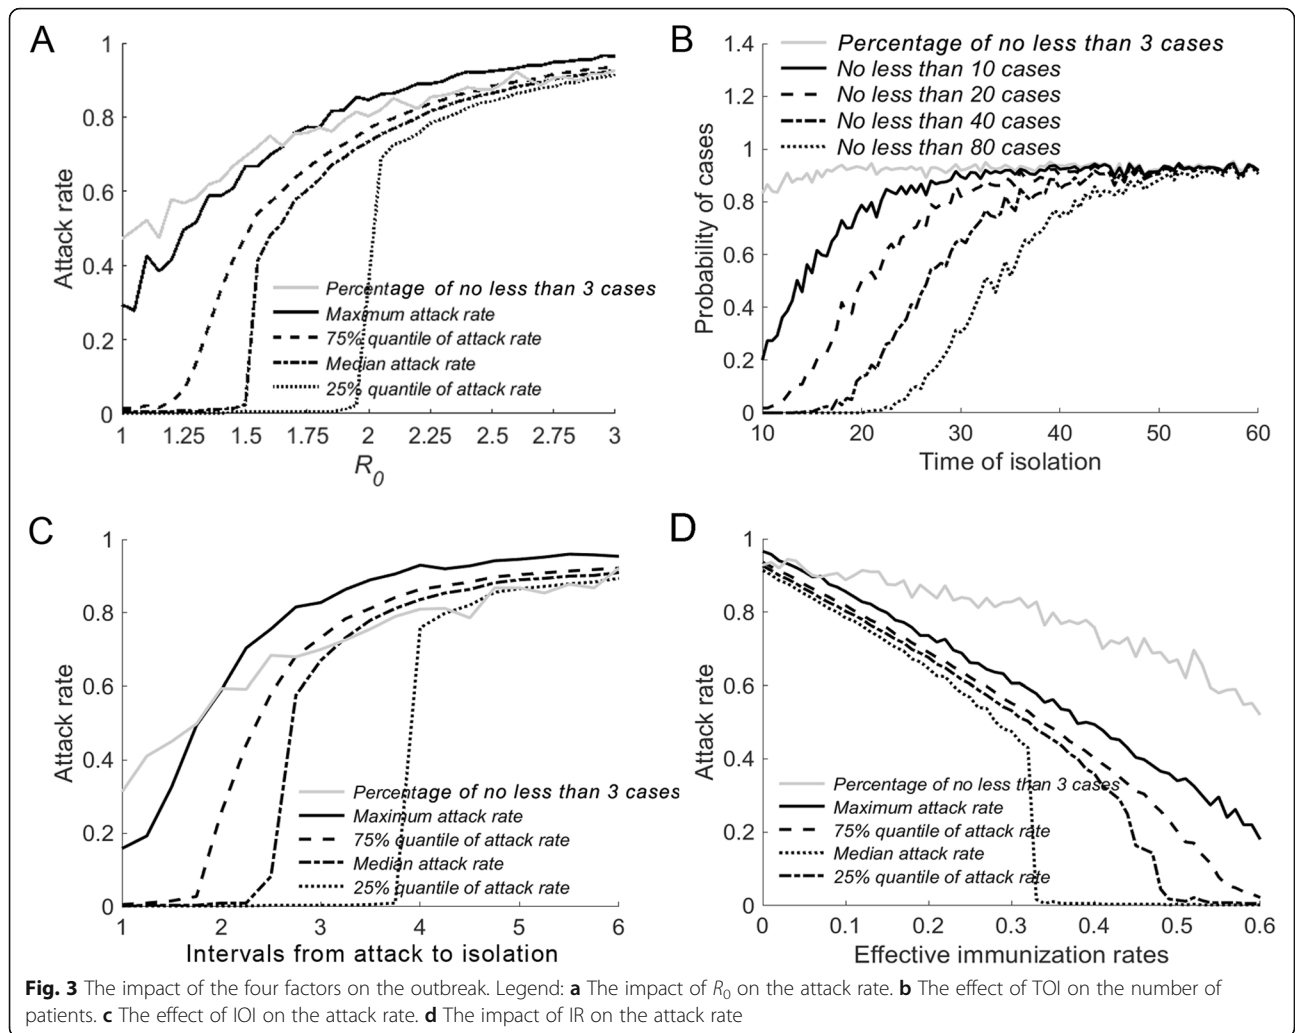 A
1
0.8
0.6
0.4
0.2
0
Attack rate
Percentage of no less than 3 cases
Maximum attack rate
75% quantile of attack rate
Median attack rate
25% quantile of attack rate
1 1.25 1.5 1.75 2 2.25 2.5 2.75 3
R0
B
1.4
1.2
1
0.8
0.6
0.4
0.2
0
Probability of cases
Percentage of no less than 3 cases
No less than 10 cases
No less than 20 cases
No less than 40 cases
No less than 80 cases
10 20 30 40 50 60
Time of isolation
C
1
0.8
0.6
0.4
0.2
0
Attack rate
Percentage of no less than 3 cases
Maximum attack rate
75% quantile of attack rate
Median attack rate
25% quantile of attack rate
1 2 3 4 5 6
Intervals from attack to isolation
D
1
0.8
0.6
0.4
0.2
0
Attack rate
Percentage of no less than 3 cases
Maximum attack rate
75% quantile of attack rate
Median attack rate
25% quantile of attack rate
0 0.1 0.2 0.3 0.4 0.5 0.6
Effective immunization rates
Fig. 3 The impact of the four factors on the outbreak. Legend: a The impact of R0 on the attack rate. b The effect of TOI on the number of
patients. c The effect of IOI on the attack rate. d The impact of IR on the attack rate